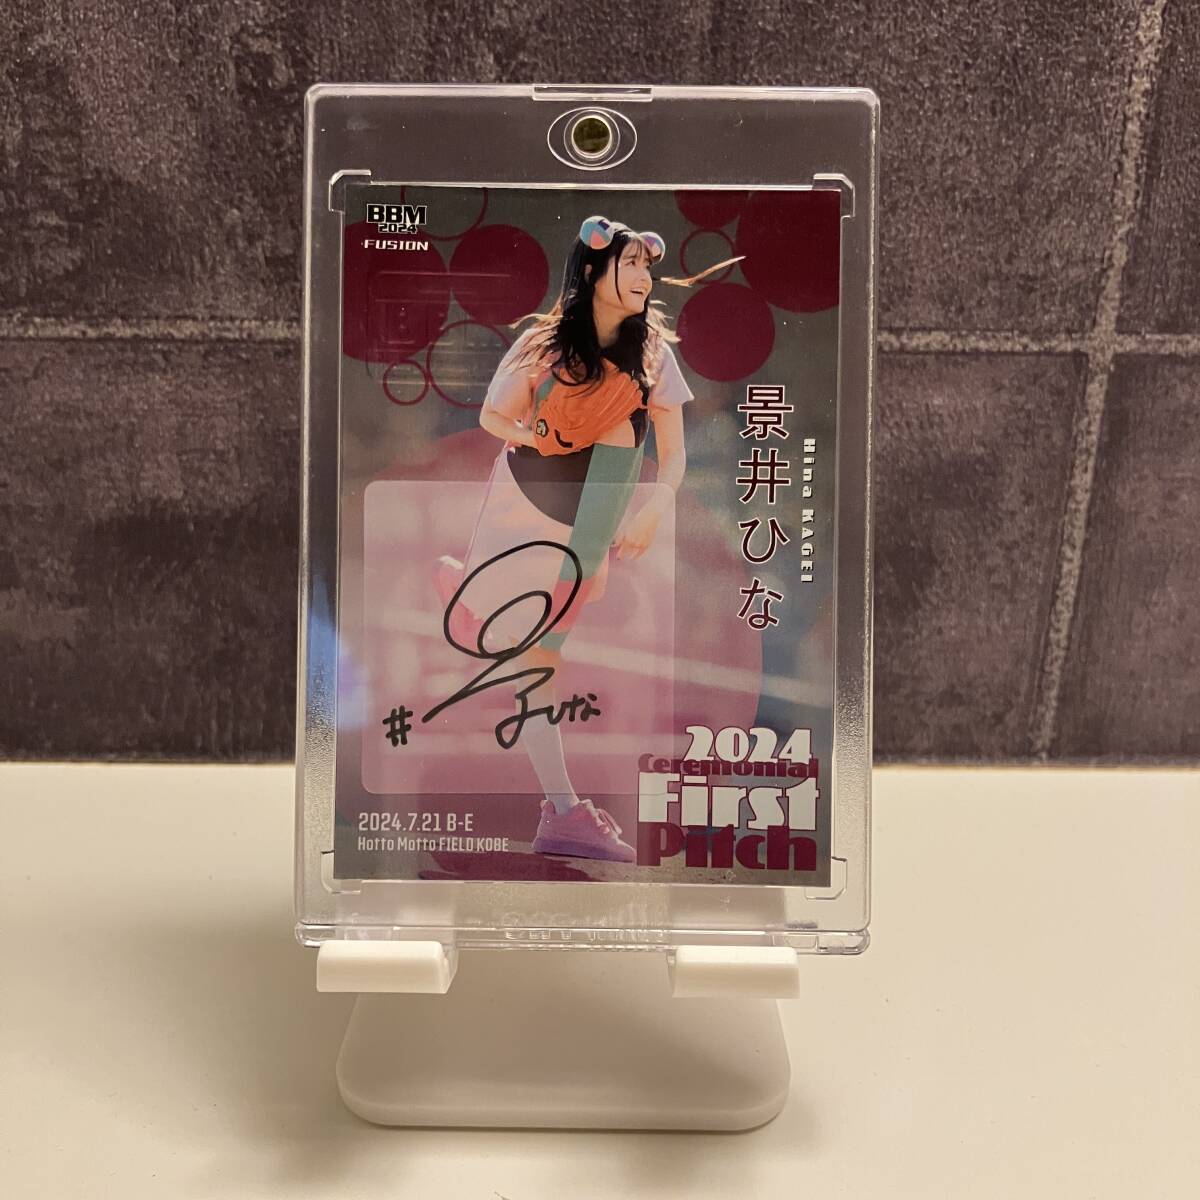 BBM
2024
FUSION
景井ひな
Hina KAGEI
#
ひな
2024
Ceremonial
First
Pitch
2024.7.21 B-E
Hotto Motto FIELD KOBE